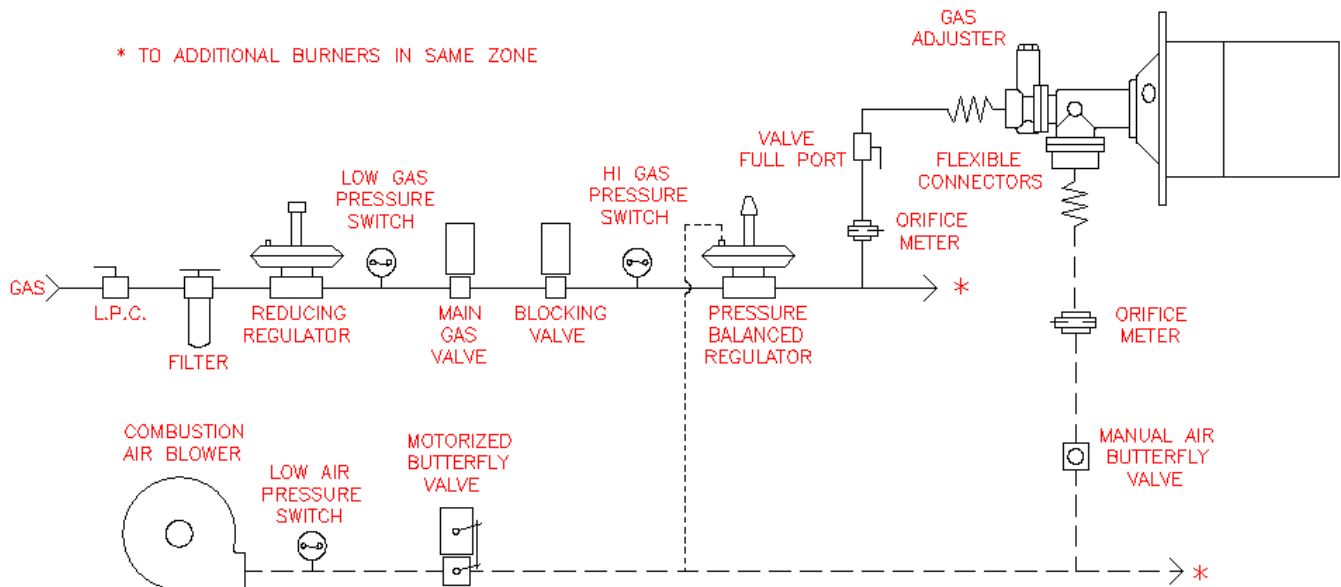 * TO ADDITIONAL BURNERS IN SAME ZONE
GAS
ADJUSTER
VALVE
FULL PORT
FLEXIBLE
CONNECTORS
LOW GAS
PRESSURE
SWITCH
HI GAS
PRESSURE
SWITCH
ORIFICE
METER
GAS
*
L.P.C.
FILTER
REDUCING
REGULATOR
MAIN
GAS
VALVE
BLOCKING
VALVE
PRESSURE
BALANCED
REGULATOR
ORIFICE
METER
COMBUSTION
AIR BLOWER
LOW AIR
PRESSURE
SWITCH
MOTORIZED
BUTTERFLY
VALVE
MANUAL AIR
BUTTERFLY
VALVE
*